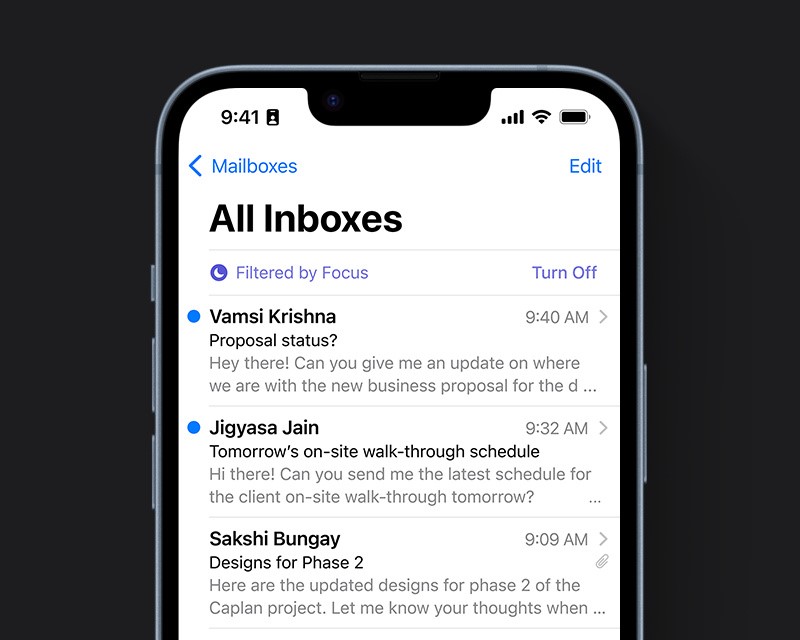 9:41
Mailboxes
Edit
All Inboxes
Filtered by Focus
Turn Off
Vamsi Krishna
9:40 AM
Proposal status?
Hey there! Can you give me an update on where
we are with the new business proposal for the d ...
Jigyasa Jain
9:32 AM
Tomorrow’s on-site walk-through schedule
Hi there! Can you send me the latest schedule for
the client on-site walk-through tomorrow? ...
Sakshi Bungay
9:09 AM
Designs for Phase 2
Here are the updated designs for phase 2 of the
Caplan project. Let me know your thoughts when ...